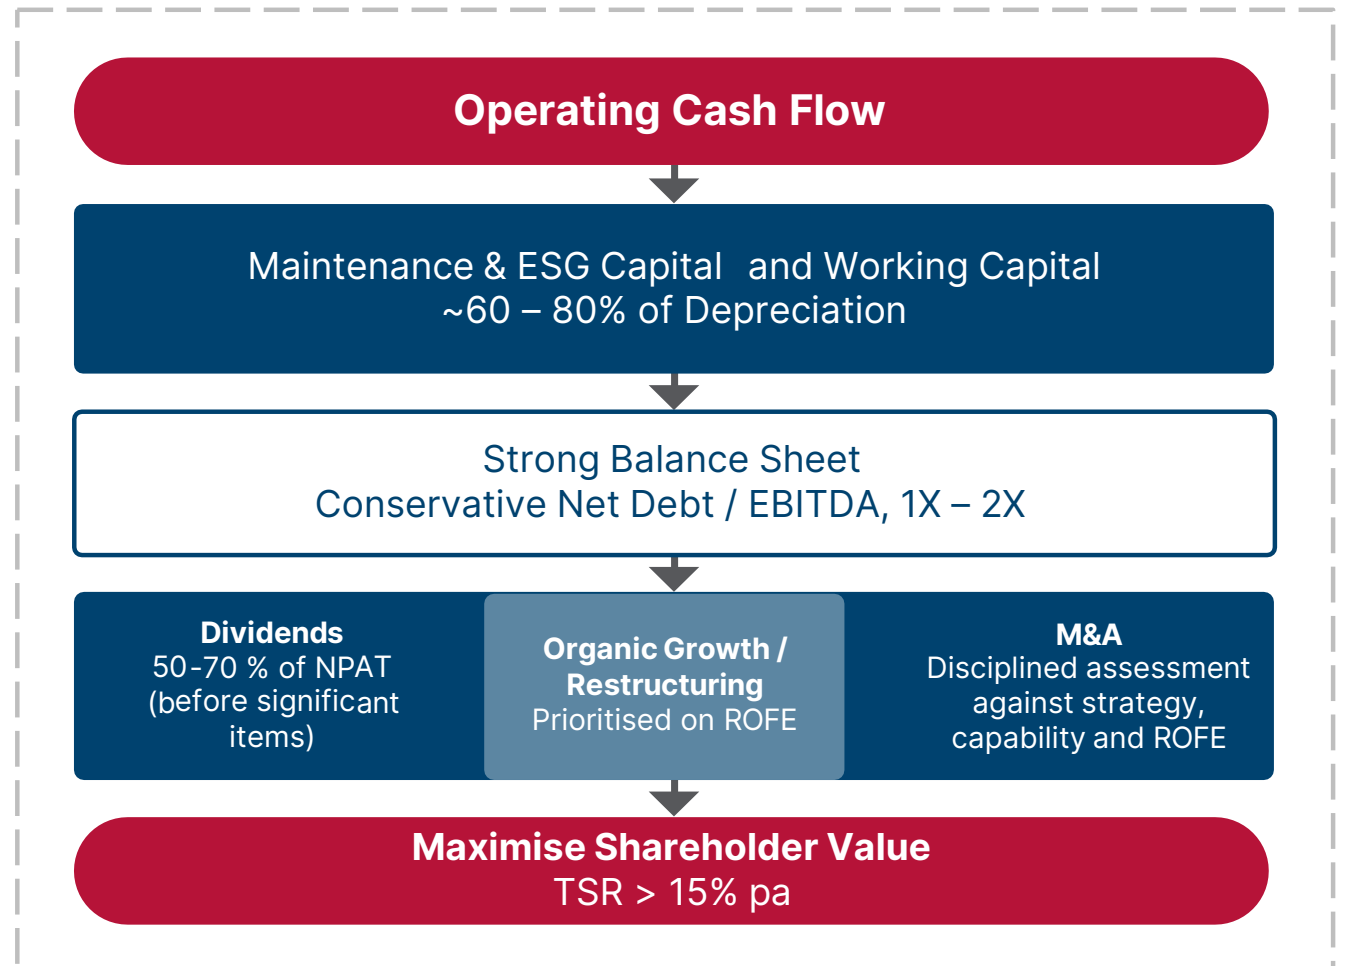 Operating Cash Flow
Maintenance & ESG Capital and Working Capital
~60 – 80% of Depreciation
Strong Balance Sheet
Conservative Net Debt / EBITDA, 1X – 2X
Dividends
50-70 % of NPAT
(before significant
items)
Organic Growth /
Restructuring
Prioritised on ROFE
M&A
Disciplined assessment
against strategy,
capability and ROFE
Maximise Shareholder Value
TSR > 15% pa